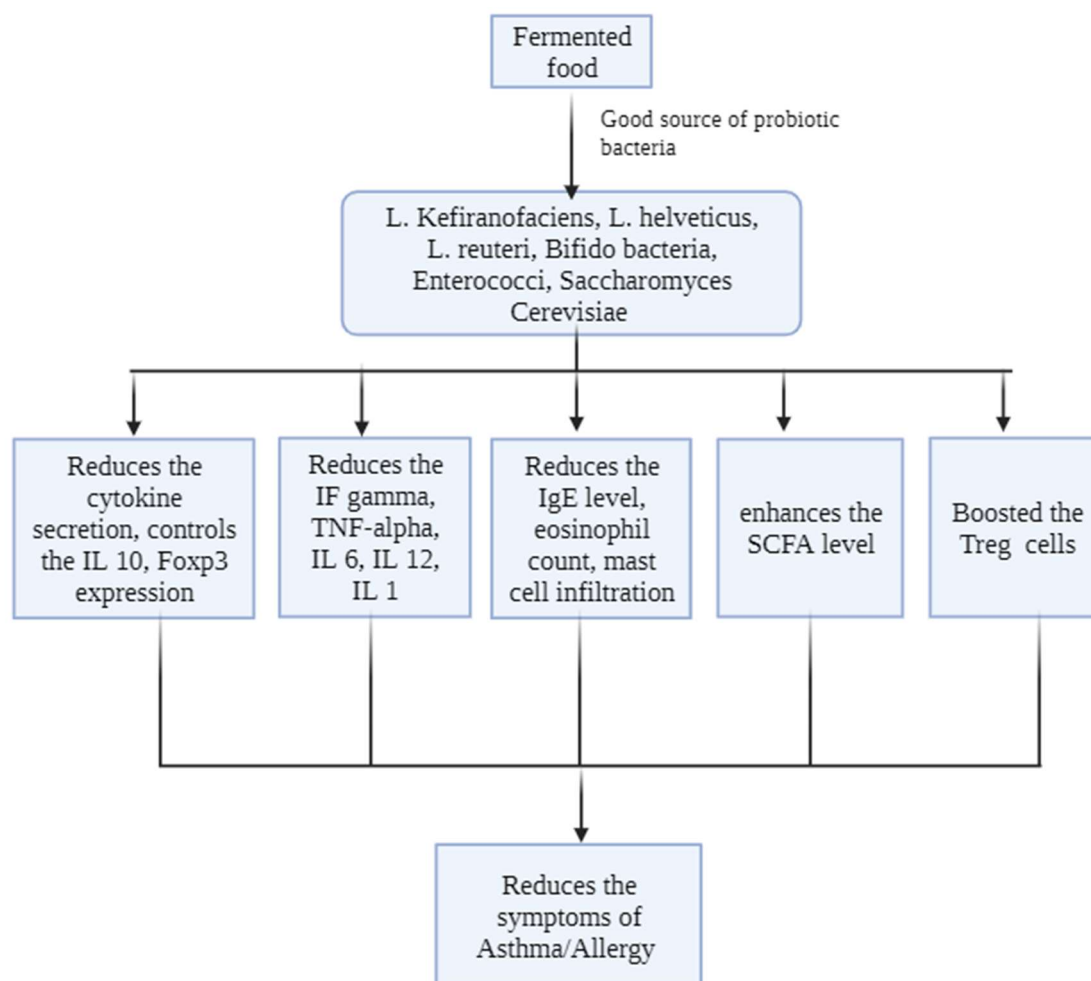 Fermented
food
Good source of probiotic
bacteria
L. Kefiranofaciens, L. helveticus,
L. reuteri, Bifido bacteria,
Enterococci, Saccharomyces
Cerevisiae
Reduces the
cytokine
secretion, controls
the IL 10, Foxp3
expression
Reduces the
IF gamma,
TNF-alpha,
IL 6, IL 12,
IL 1
Reduces the
IgE level,
eosinophil
count, mast
cell infiltration
enhances the
SCFA level
Boosted the
Treg cells
Reduces the
symptoms of
Asthma/Allergy